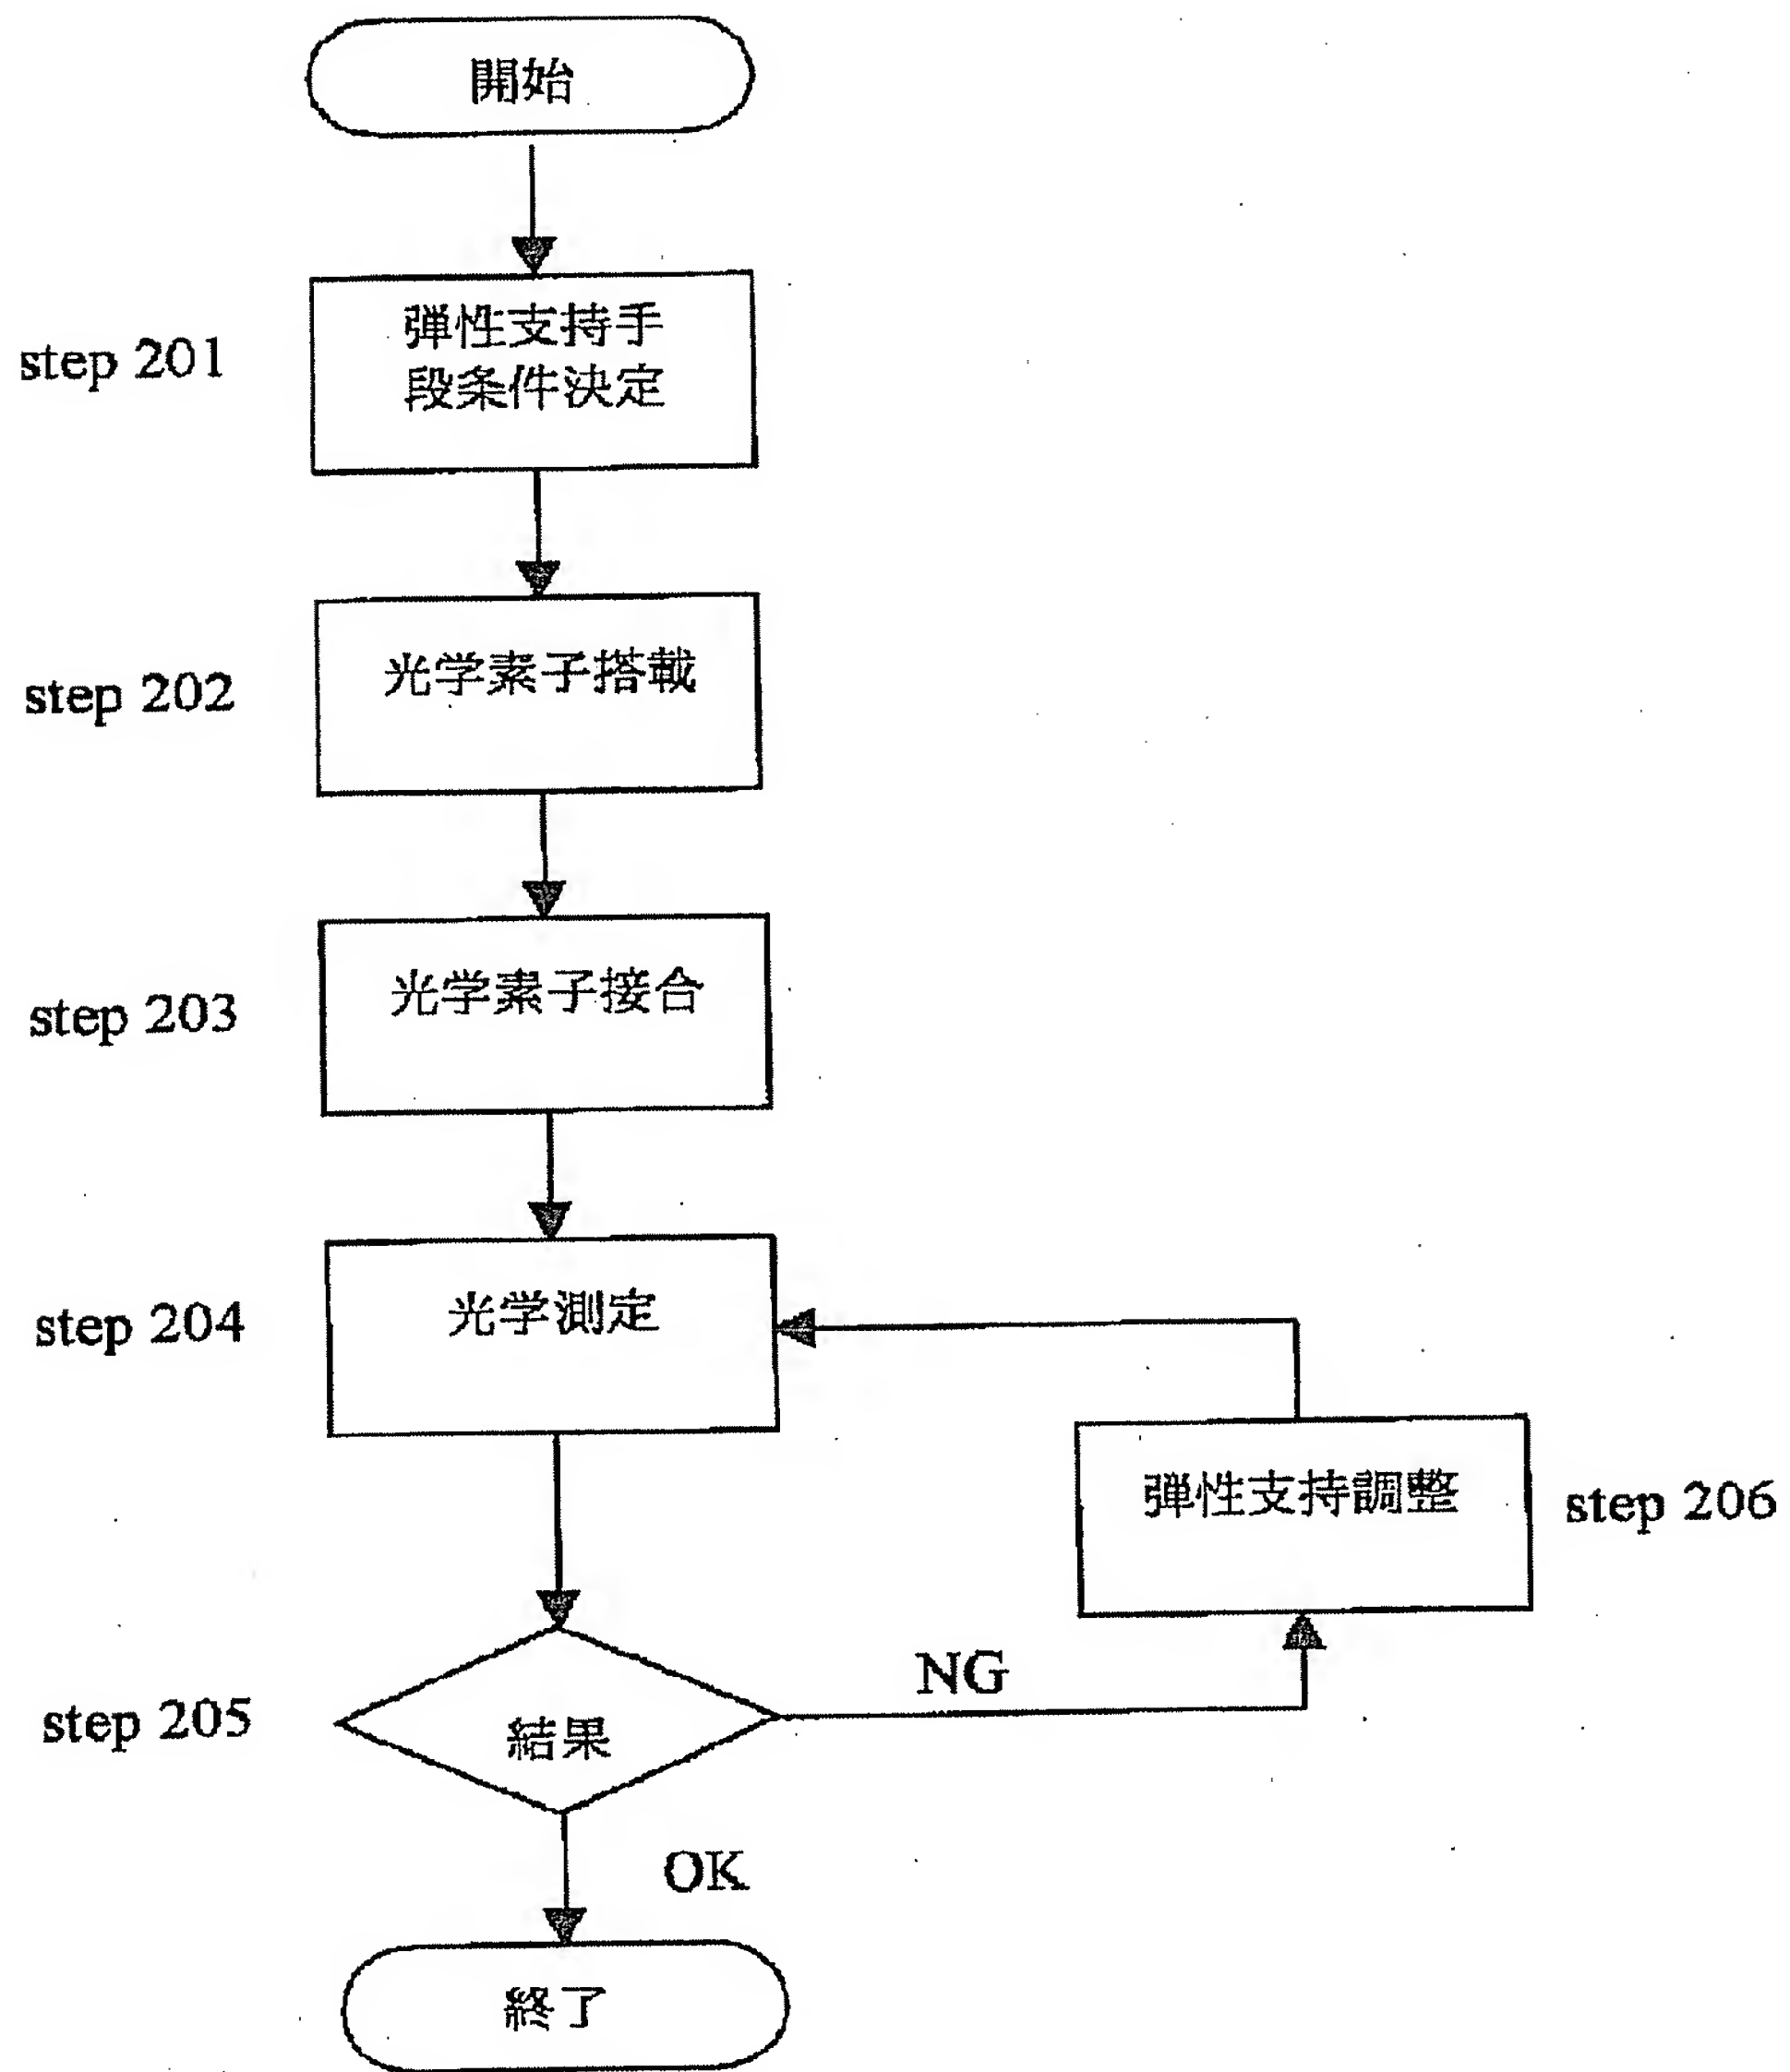 開始
step 201
弾性支持手
段条件決定
step 202
光学素子搭載
step 203
光学素子接合
step 204
光学測定
弾性支持調整
step 206
NG
step 205
結果
OK
終了